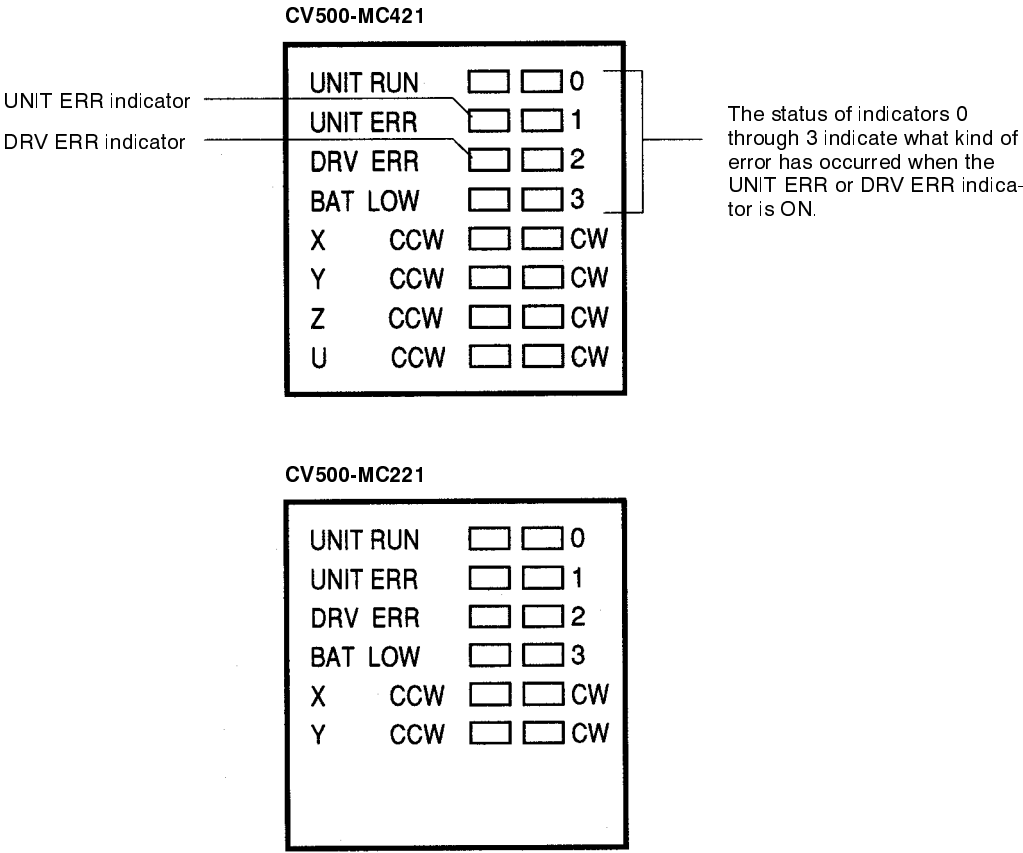 CV500-MC421
UNIT RUN 0
UNIT ERR indicator
UNIT ERR 1
DRV ERR indicator
DRV ERR 2
BAT LOW 3
The status of indicators 0
through 3 indicate what kind of
error has occurred when the
UNIT ERR or DRV ERR indica-
tor is ON.
X CCW CW
Y CCW CW
Z CCW CW
U CCW CW
CV500-MC221
UNIT RUN 0
UNIT ERR 1
DRV ERR 2
BAT LOW 3
X CCW CW
Y CCW CW